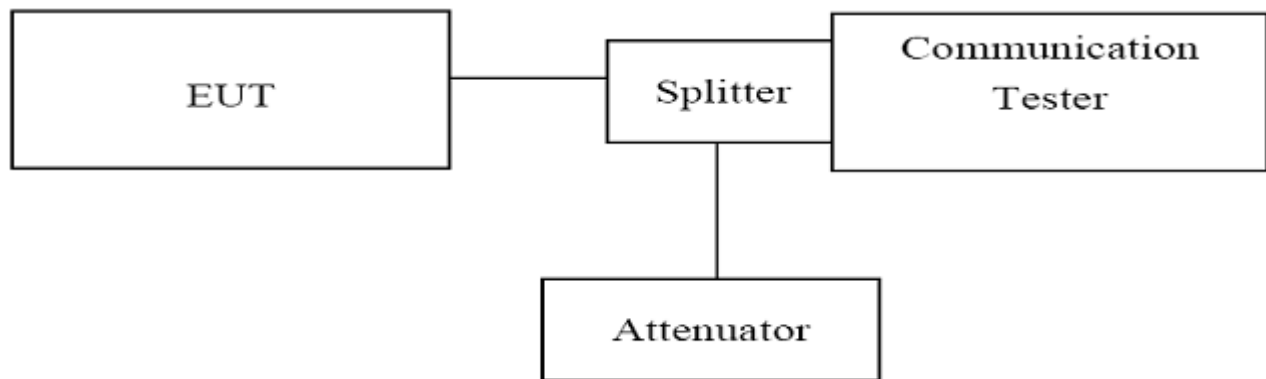 EUT
Splitter
Communication
Tester
Attenuator